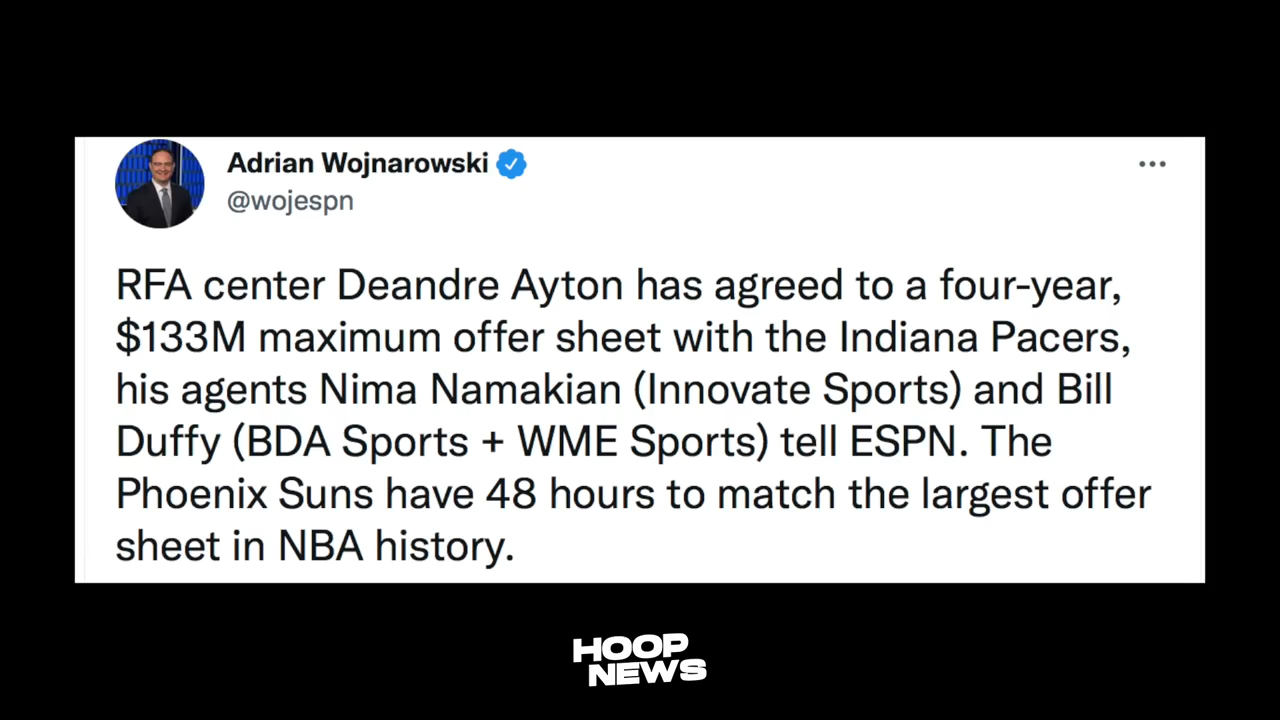 Adrian Wojnarowski
@wojespn
RFA center Deandre Ayton has agreed to a four-year,
$133M maximum offer sheet with the Indiana Pacers,
his agents Nima Namakian (Innovate Sports) and Bill
Duffy (BDA Sports + WME Sports) tell ESPN. The
Phoenix Suns have 48 hours to match the largest offer
sheet in NBA history.
HOOP
NEWS